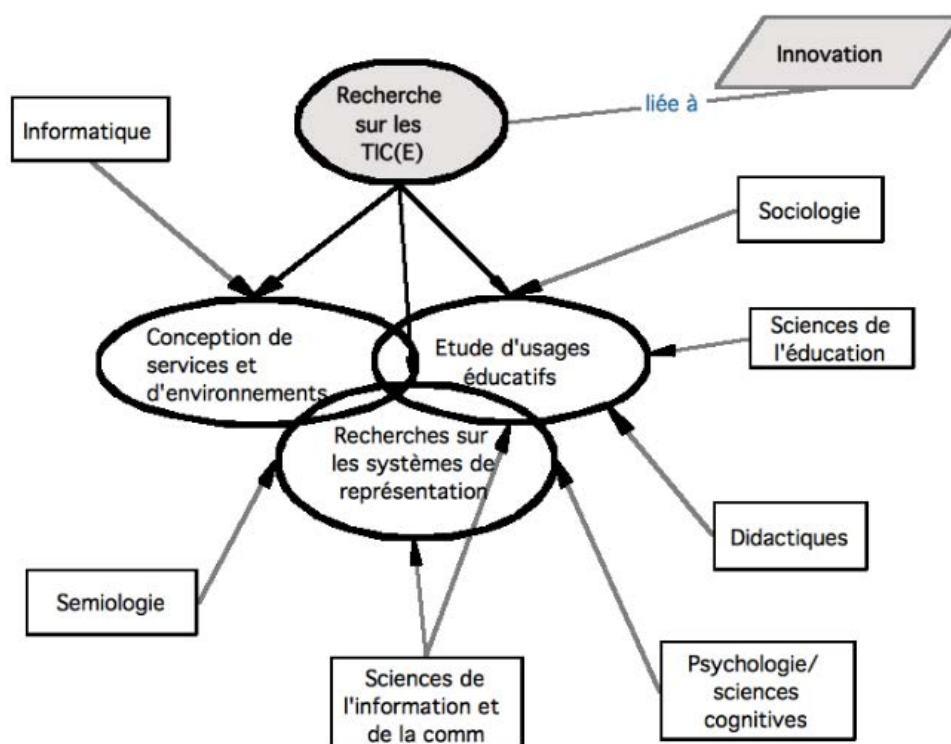 Innovation
Recherche
sur les
TIC(E)
liée à
Informatique
Sociologie
Conception de
services et
d'environnements
Etude d'usages
éducatifs
Sciences de
l'éducation
Recherches sur
les systèmes de
représentation
Didactiques
Semiologie
Sciences de
l'information et
de la comm
Psychologie/
sciences
cognitives